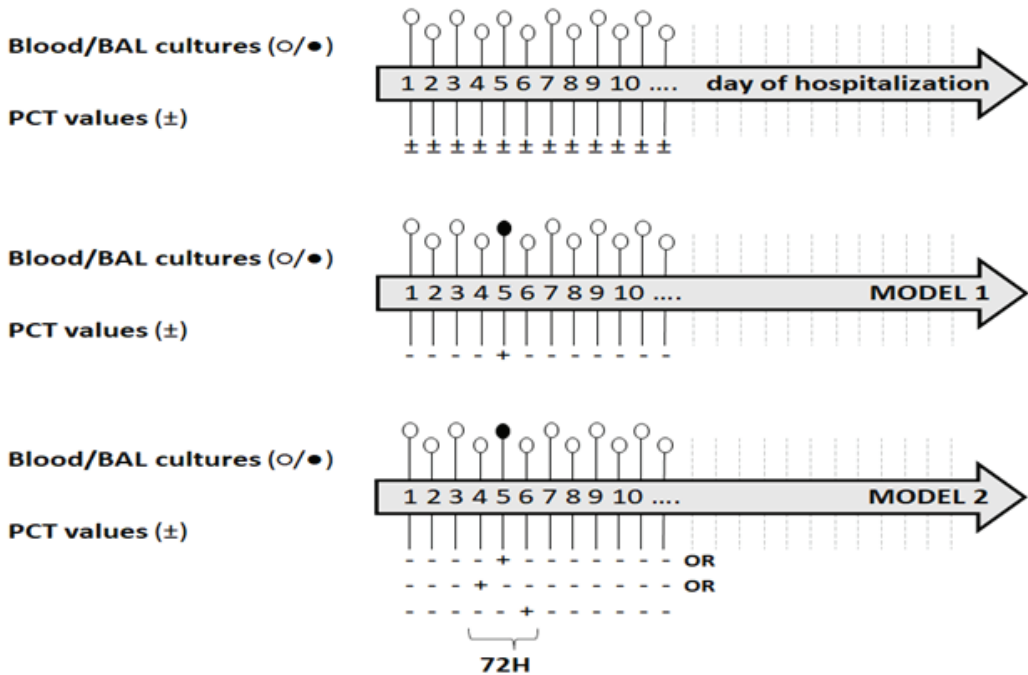 Blood/BAL cultures (○/●)
1 2 3 4 5 6 7 8 9 10 .... day of hospitalization
PCT values (±)
± ± ± ± ± ± ± ± ± ± ± ±
Blood/BAL cultures (○/●)
1 2 3 4 5 6 7 8 9 10 .... MODEL 1
PCT values (±)
- - - - + - - - - - - -
Blood/BAL cultures (○/●)
1 2 3 4 5 6 7 8 9 10 .... MODEL 2
PCT values (±)
- - - - + - - - - - - - OR
- - - + - - - - - - - - OR
- - - - - + - - - - - -
72H